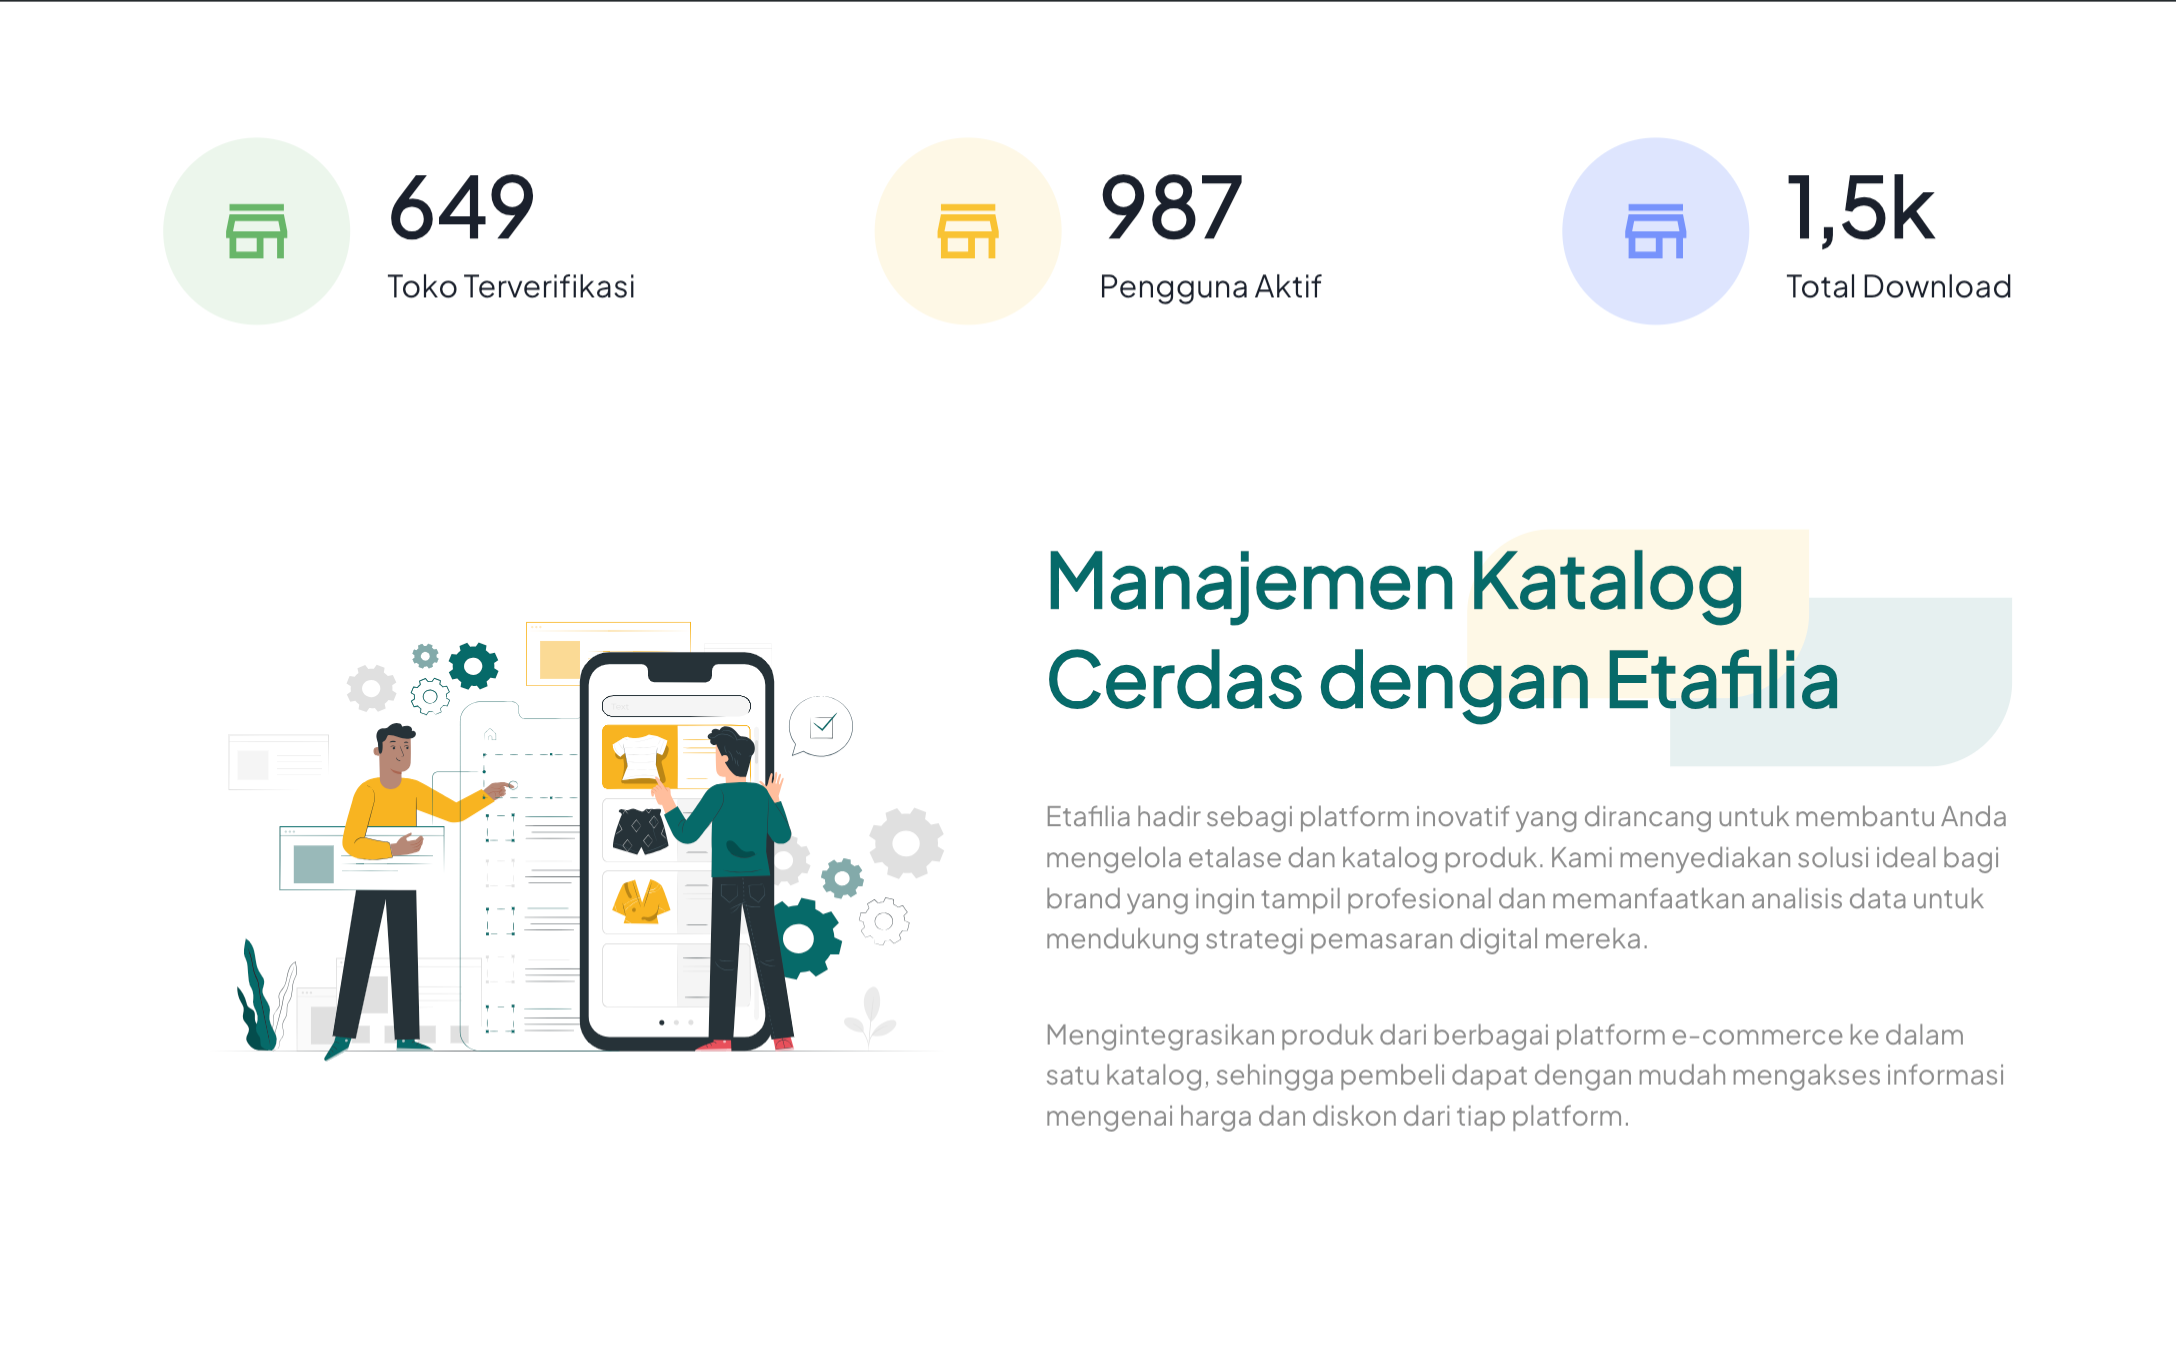 649
Toko Terverifikasi
987
Pengguna Aktif
1,5k
Total Download
Manajemen Katalog
Cerdas dengan Etafilia
Etafilia hadir sebagi platform inovatif yang dirancang untuk membantu Anda
mengelola etalase dan katalog produk. Kami menyediakan solusi ideal bagi
brand yang ingin tampil profesional dan memanfaatkan analisis data untuk
mendukung strategi pemasaran digital mereka.
Mengintegrasikan produk dari berbagai platform e-commerce ke dalam
satu katalog, sehingga pembeli dapat dengan mudah mengakses informasi
mengenai harga dan diskon dari tiap platform.